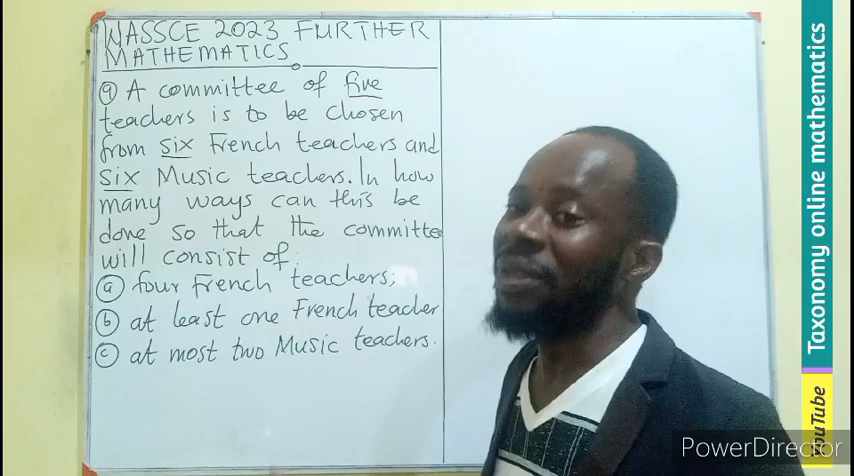 WASSCE 2023 FURTHER
MATHEMATICS
9 A committee of five
teachers is to be chosen
from six French teachers and
six Music teachers. In how
many ways can this be
done so that the committee
will consist of:
a four French teachers;
b at least one French teacher
c at most two Music teachers.
Taxonomy online mathematics
YouTube
PowerDirector